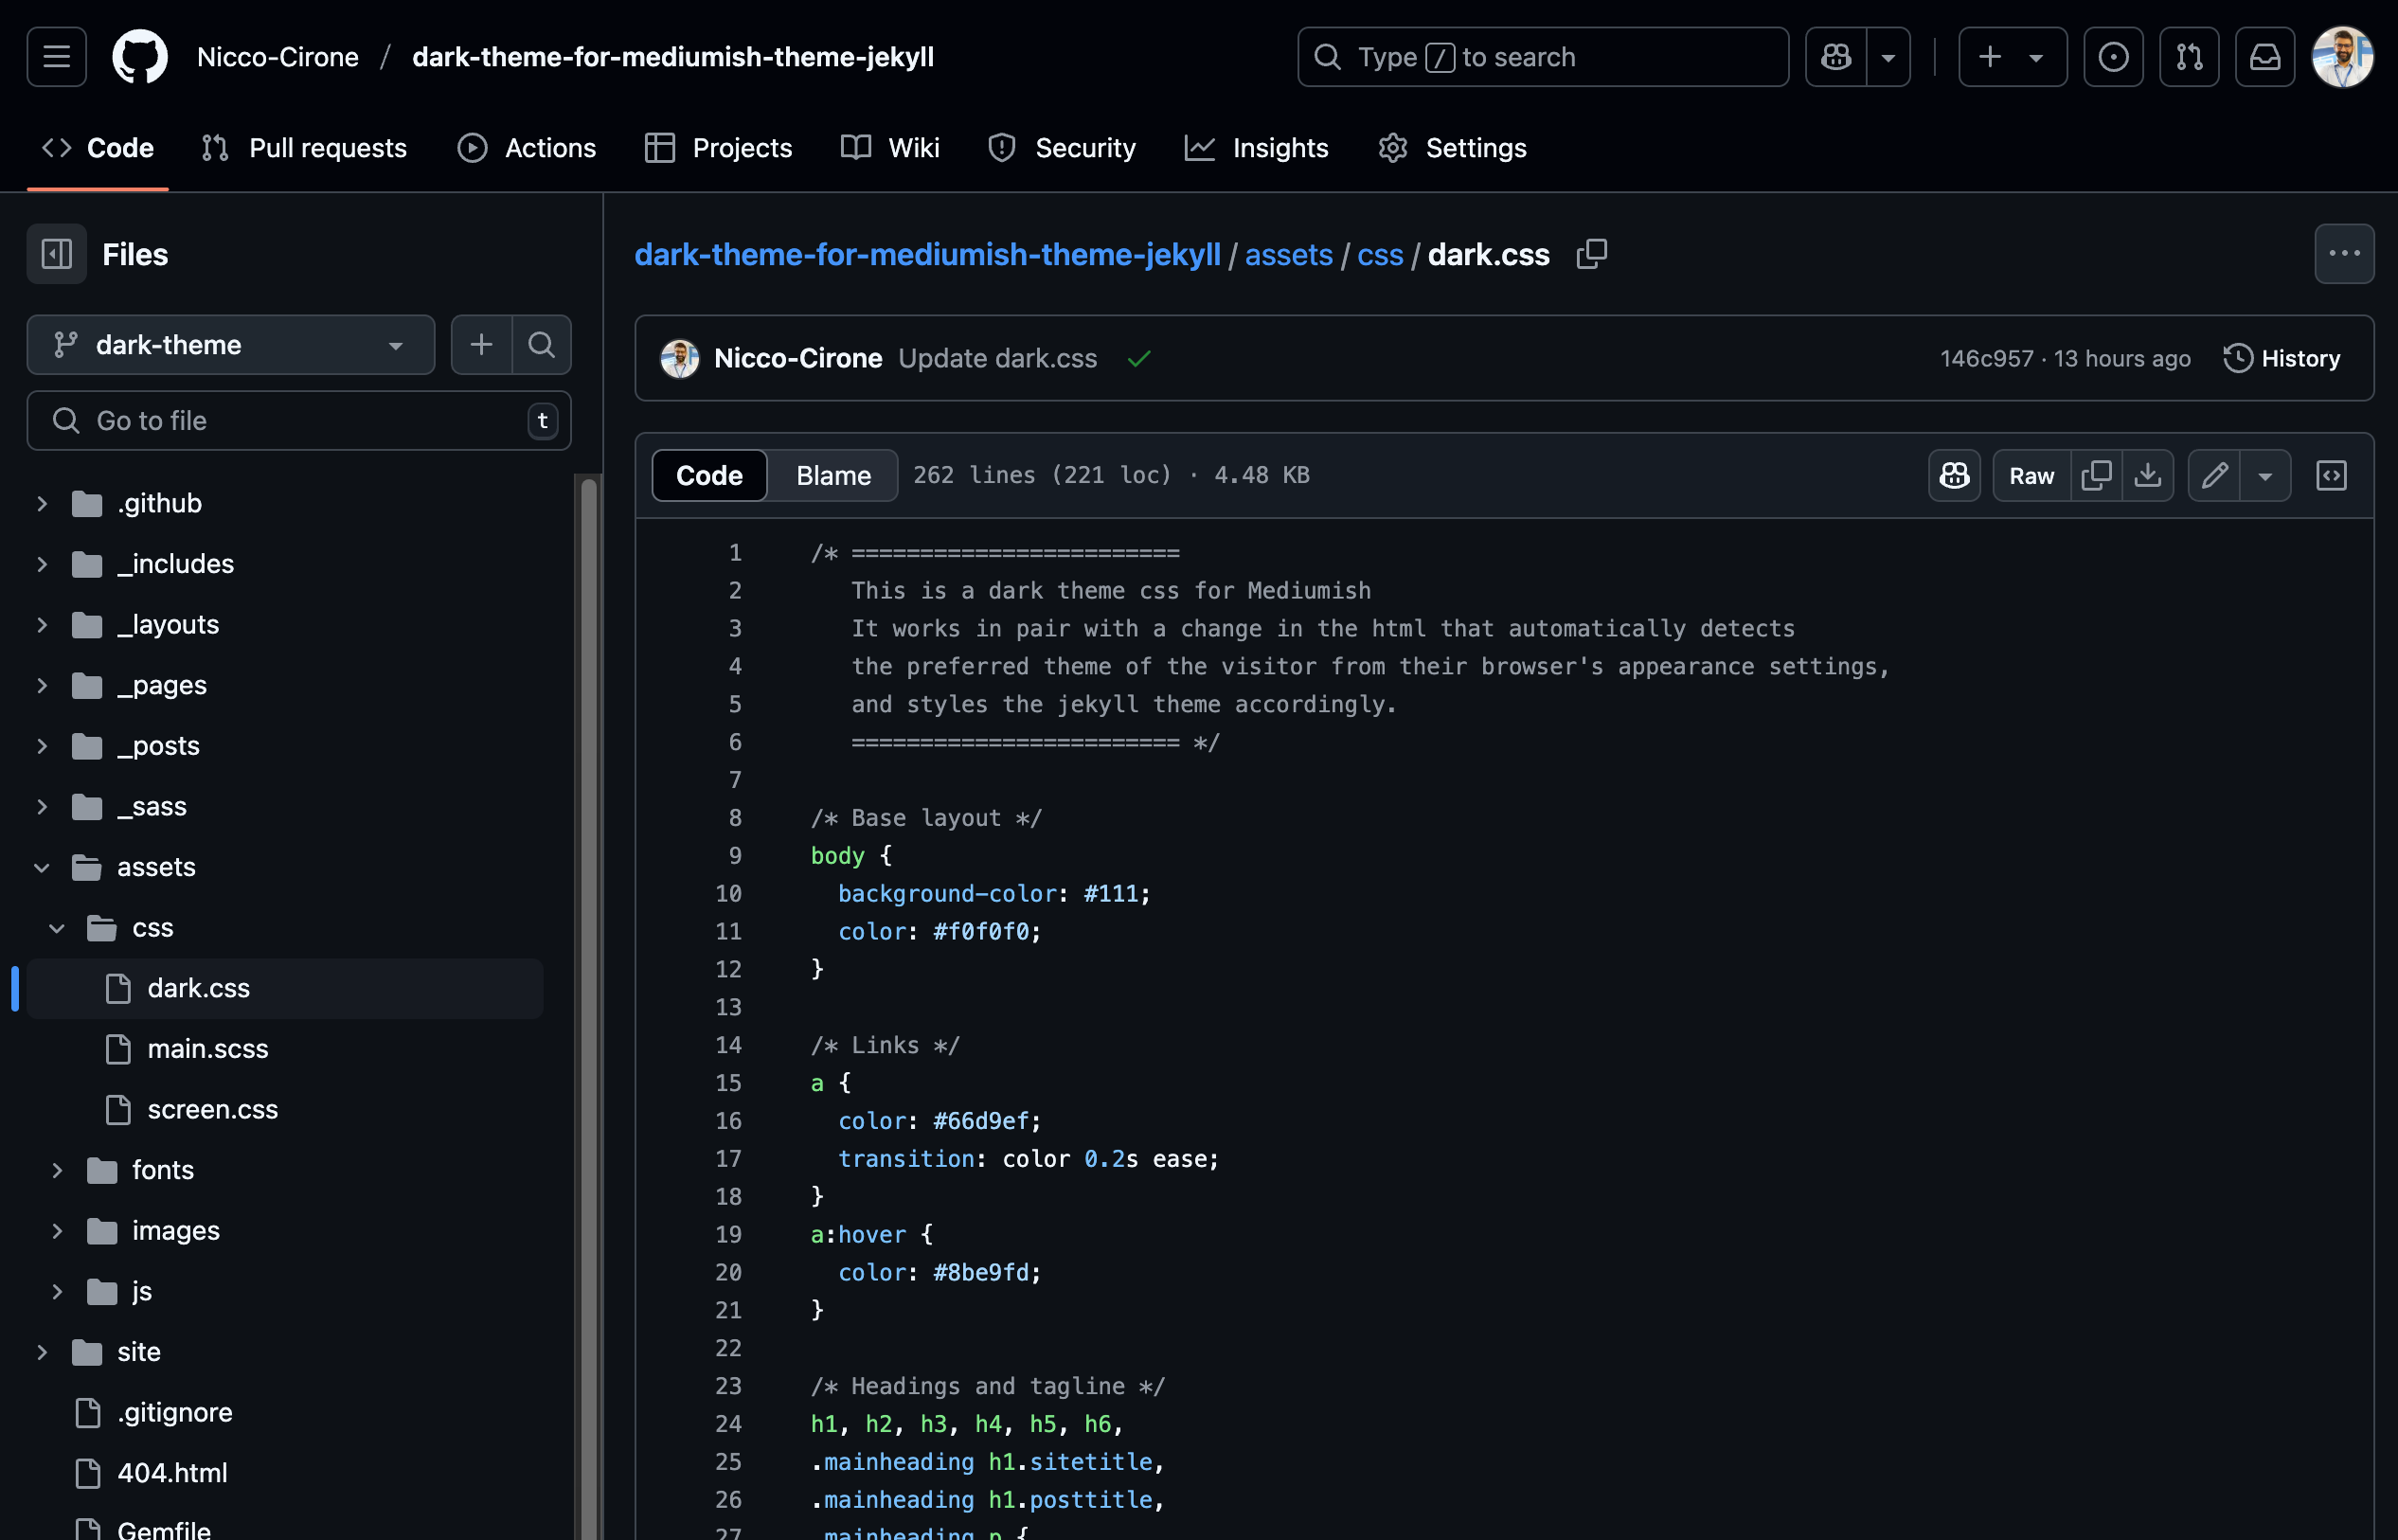 Nicco-Cirone / dark-theme-for-mediumish-theme-jekyll
Type / to search
Code
Pull requests
Actions
Projects
Wiki
Security
Insights
Settings
Files
dark-theme
Go to file
t
.github
_includes
_layouts
_pages
_posts
_sass
assets
css
dark.css
main.scss
screen.css
fonts
images
js
site
.gitignore
404.html
Gemfile
dark-theme-for-mediumish-theme-jekyll / assets / css / dark.css
Nicco-Cirone Update dark.css
146c957 · 13 hours ago
History
Code
Blame
262 lines (221 loc) · 4.48 KB
Raw
1 /* ========================
2 This is a dark theme css for Mediumish
3 It works in pair with a change in the html that automatically detects
4 the preferred theme of the visitor from their browser's appearance settings,
5 and styles the jekyll theme accordingly.
6 ======================== */
7
8 /* Base layout */
9 body {
10 background-color: #111;
11 color: #f0f0f0;
12 }
13
14 /* Links */
15 a {
16 color: #66d9ef;
17 transition: color 0.2s ease;
18 }
19 a:hover {
20 color: #8be9fd;
21 }
22
23 /* Headings and tagline */
24 h1, h2, h3, h4, h5, h6,
25 .mainheading h1.sitetitle,
26 .mainheading h1.posttitle,
27 .mainheading p {